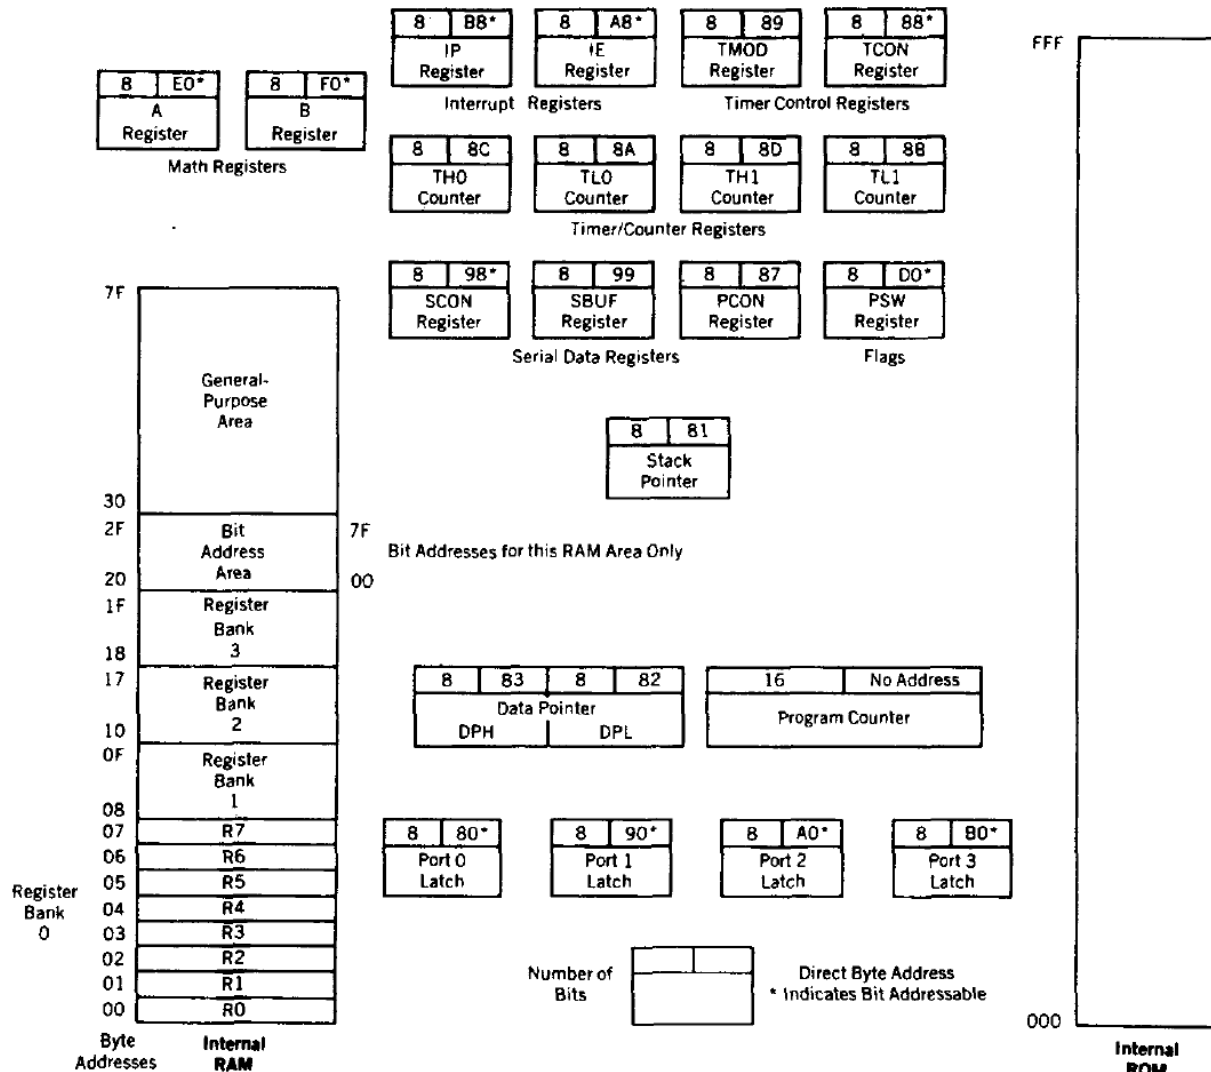 8 B8*
IP
Register
8 A8*
IE
Register
Interrupt Registers
8 89
TMOD
Register
8 88*
TCON
Register
Timer Control Registers
8 E0*
A
Register
8 F0*
B
Register
Math Registers
8 8C
TH0
Counter
8 8A
TL0
Counter
8 8D
TH1
Counter
8 8B
TL1
Counter
Timer/Counter Registers
8 98*
SCON
Register
8 99
SBUF
Register
8 87
PCON
Register
Serial Data Registers
8 D0*
PSW
Register
Flags
8 81
Stack
Pointer
7F
General-
Purpose
Area
30
2F
Bit
Address
Area
20
7F
Bit Addresses for this RAM Area Only
00
1F
Register
Bank
3
18
17
Register
Bank
2
10
0F
Register
Bank
1
08
07 R7
06 R6
05 R5
04 R4
03 R3
02 R2
01 R1
00 R0
Register
Bank
0
Byte
Addresses
Internal
RAM
8 83 8 82
Data Pointer
DPH DPL
16 No Address
Program Counter
8 80*
Port 0
Latch
8 90*
Port 1
Latch
8 A0*
Port 2
Latch
8 B0*
Port 3
Latch
Number of
Bits
Direct Byte Address
* Indicates Bit Addressable
FFF
000
Internal
ROM